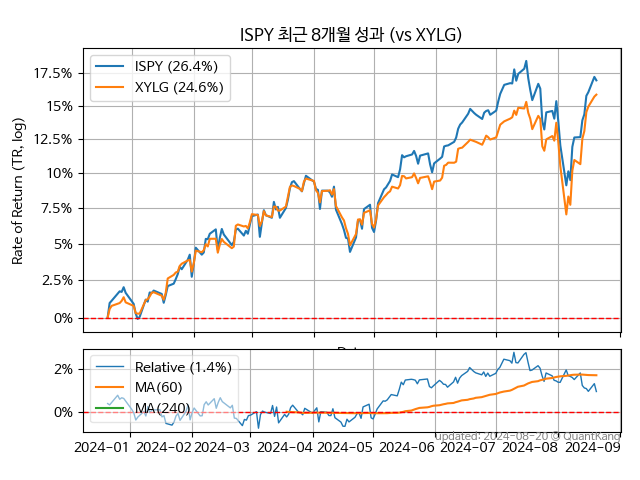 ISPY 최근 8개월 성과 (vs XYLG)
Rate of Return (TR, log)
17.5%
15%
12.5%
10%
7.5%
5%
2.5%
0%
ISPY (26.4%)
XYLG (24.6%)
2%
0%
Relative (1.4%)
MA(60)
MA(240)
updated: 2024-08-20 © QuantKang
2024-01 2024-02 2024-03 2024-04 2024-05 2024-06 2024-07 2024-08 2024-09